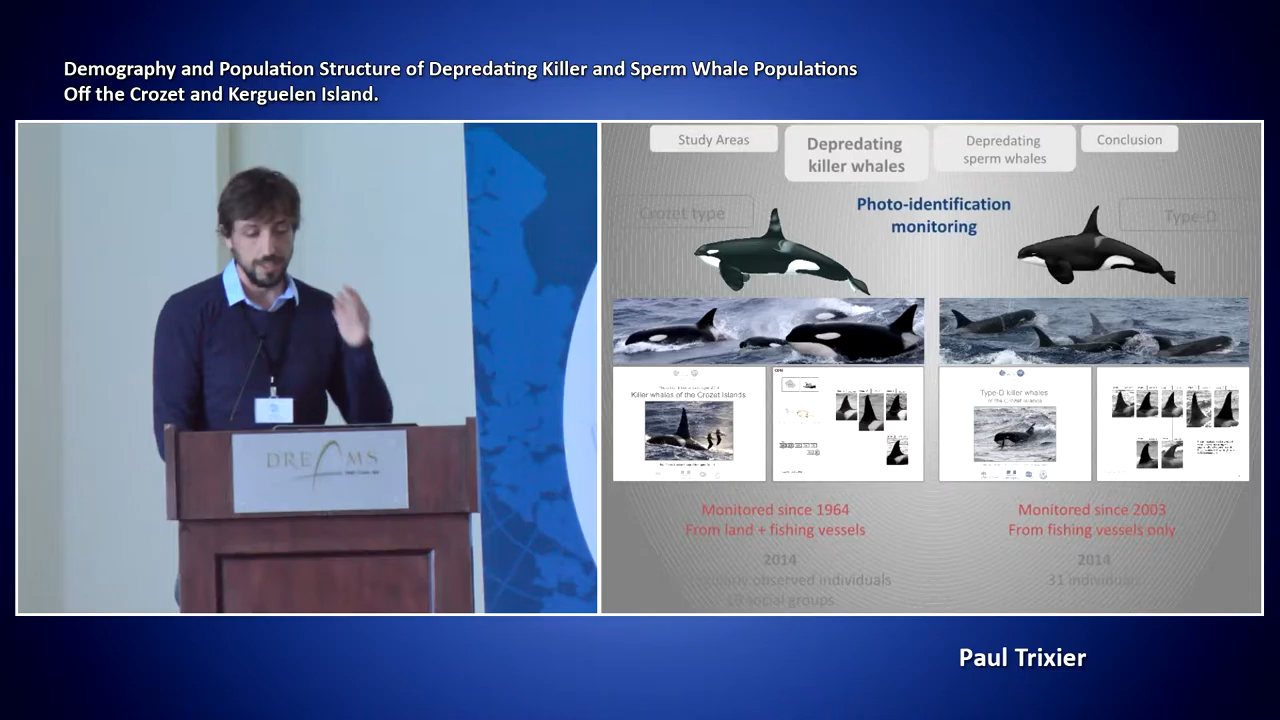 Demography and Population Structure of Depredating Killer and Sperm Whale Populations
Off the Crozet and Kerguelen Island.
Study Areas
Depredating
killer whales
Depredating
sperm whales
Conclusion
Crozet type
Photo-identification
monitoring
Type-D
Killer whales of the Crozet Islands
Type-D killer whales
of the Crozet Islands
DREAMS
Monitored since 1964
From land + fishing vessels
Monitored since 2003
From fishing vessels only
2014
observed individuals
social groups
2014
31 individuals
Paul Trixier